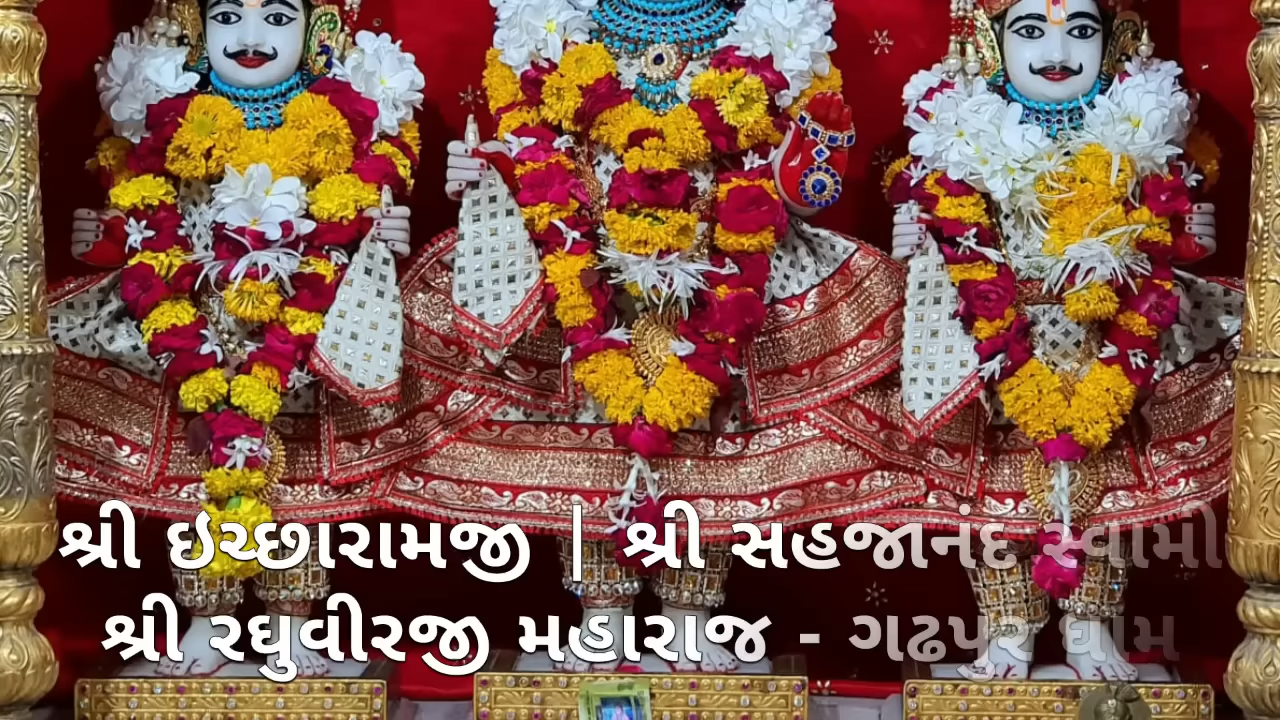 શ્રી ઇચ્છારામજી | શ્રી સહજાનંદ સ્વામી
શ્રી રઘુવીરજી મહારાજ - ગઢપુર ધામ